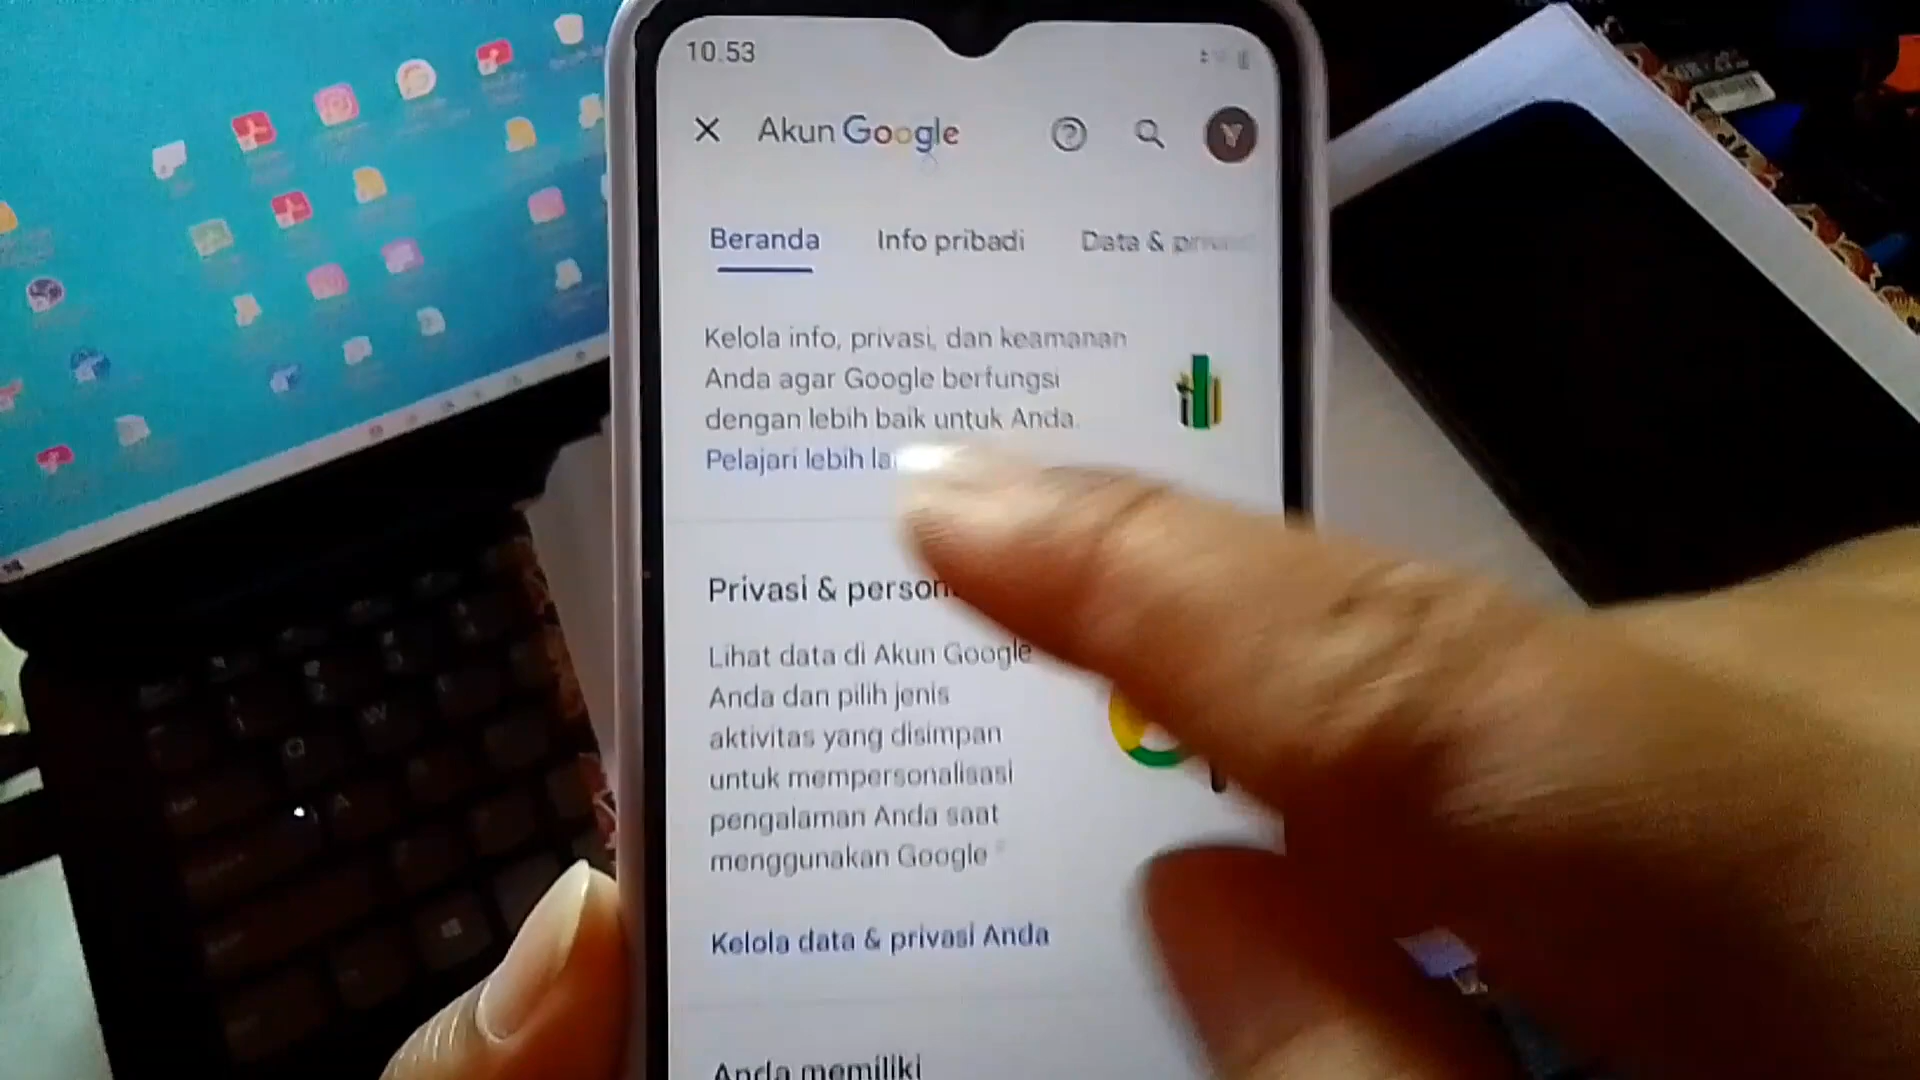 10.53
Akun Google
Y
Beranda Info pribadi Data &
Kelola info, privasi, dan keamanan
Anda agar Google berfungsi
dengan lebih baik untuk Anda.
Pelajari lebih
Privasi &
Lihat data di Akun Google
Anda dan pilih jenis
aktivitas yang disimpan
untuk mempersonalisasi
pengalaman Anda saat
menggunakan Google
Kelola data & privasi Anda
Anda memiliki
W
Q
A